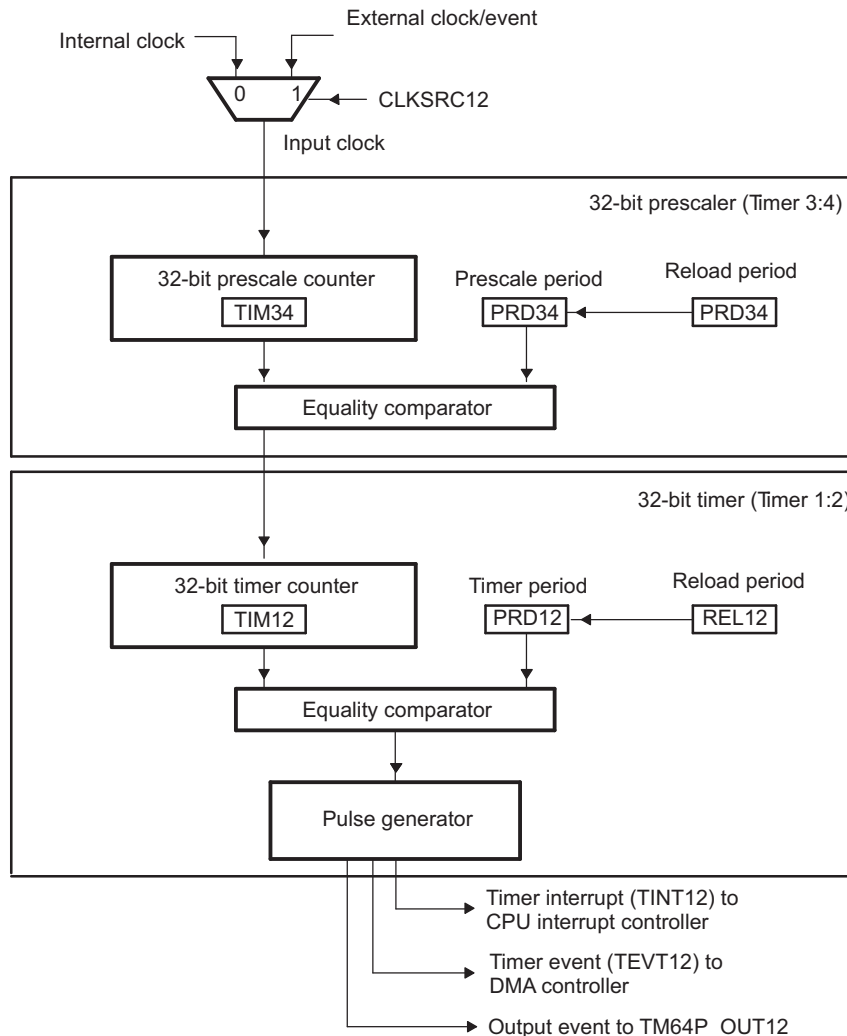 External clock/event
Internal clock
0 1
CLKSRC12
Input clock
32-bit prescaler (Timer 3:4)
32-bit prescale counter
TIM34
Prescale period
PRD34
Reload period
PRD34
Equality comparator
32-bit timer (Timer 1:2)
32-bit timer counter
TIM12
Timer period
PRD12
Reload period
REL12
Equality comparator
Pulse generator
Timer interrupt (TINT12) to
CPU interrupt controller
Timer event (TEVT12) to
DMA controller
Output event to TM64P_OUT12